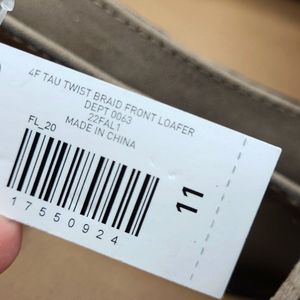 4F TAU TWIST BRAID FRONT LOAFER
DEPT 0063
22FAL1
MADE IN CHINA
FL_20
11
17550924